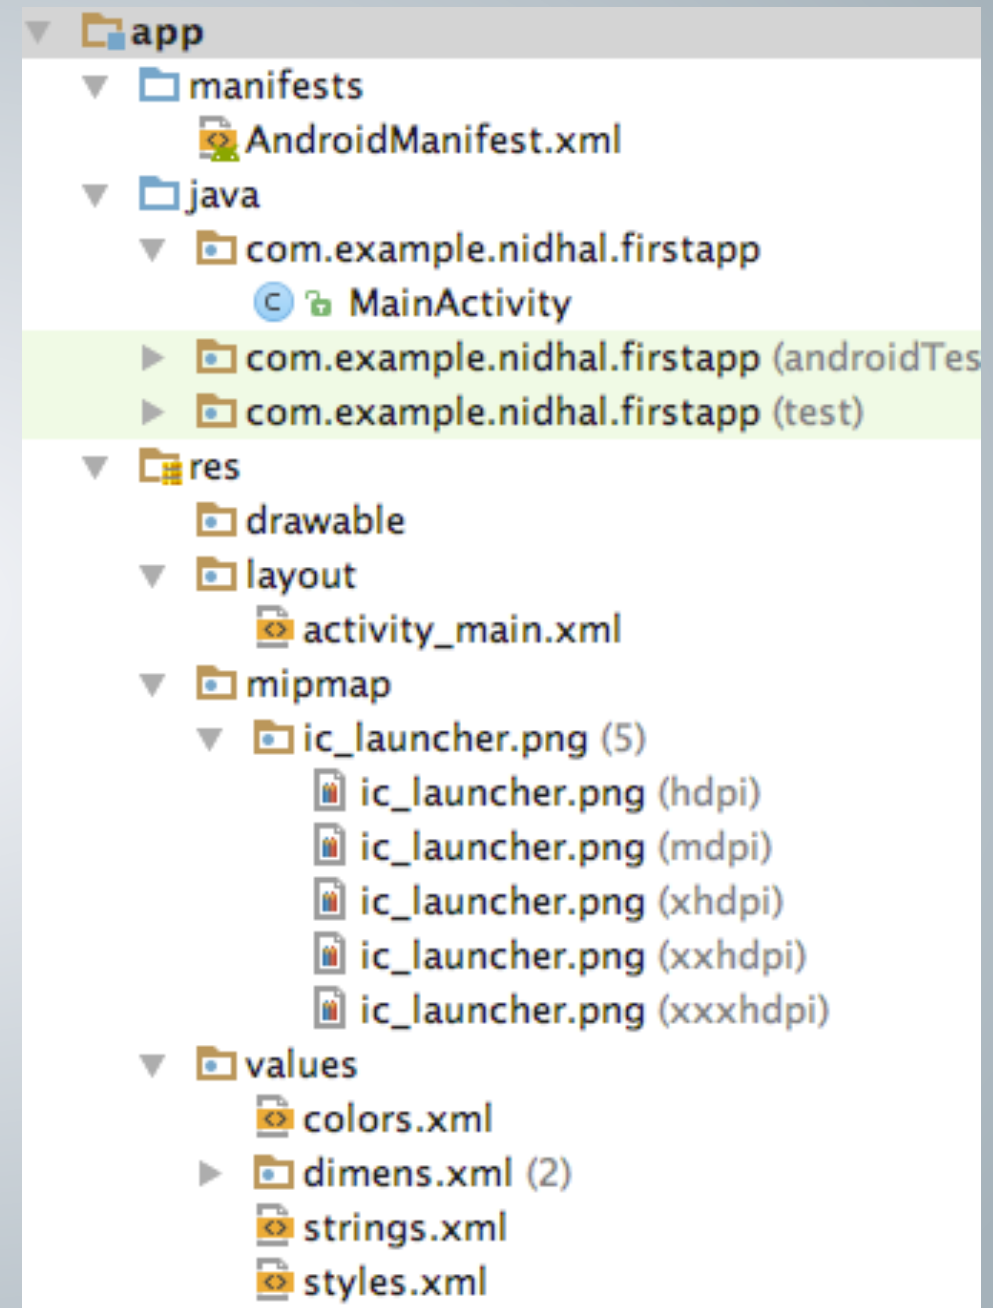 app
manifests
AndroidManifest.xml
java
com.example.nidhal.firstapp
C MainActivity
com.example.nidhal.firstapp (androidTes
com.example.nidhal.firstapp (test)
res
drawable
layout
activity_main.xml
mipmap
ic_launcher.png (5)
ic_launcher.png (hdpi)
ic_launcher.png (mdpi)
ic_launcher.png (xhdpi)
ic_launcher.png (xxhdpi)
ic_launcher.png (xxxhdpi)
values
colors.xml
dimens.xml (2)
strings.xml
styles.xml